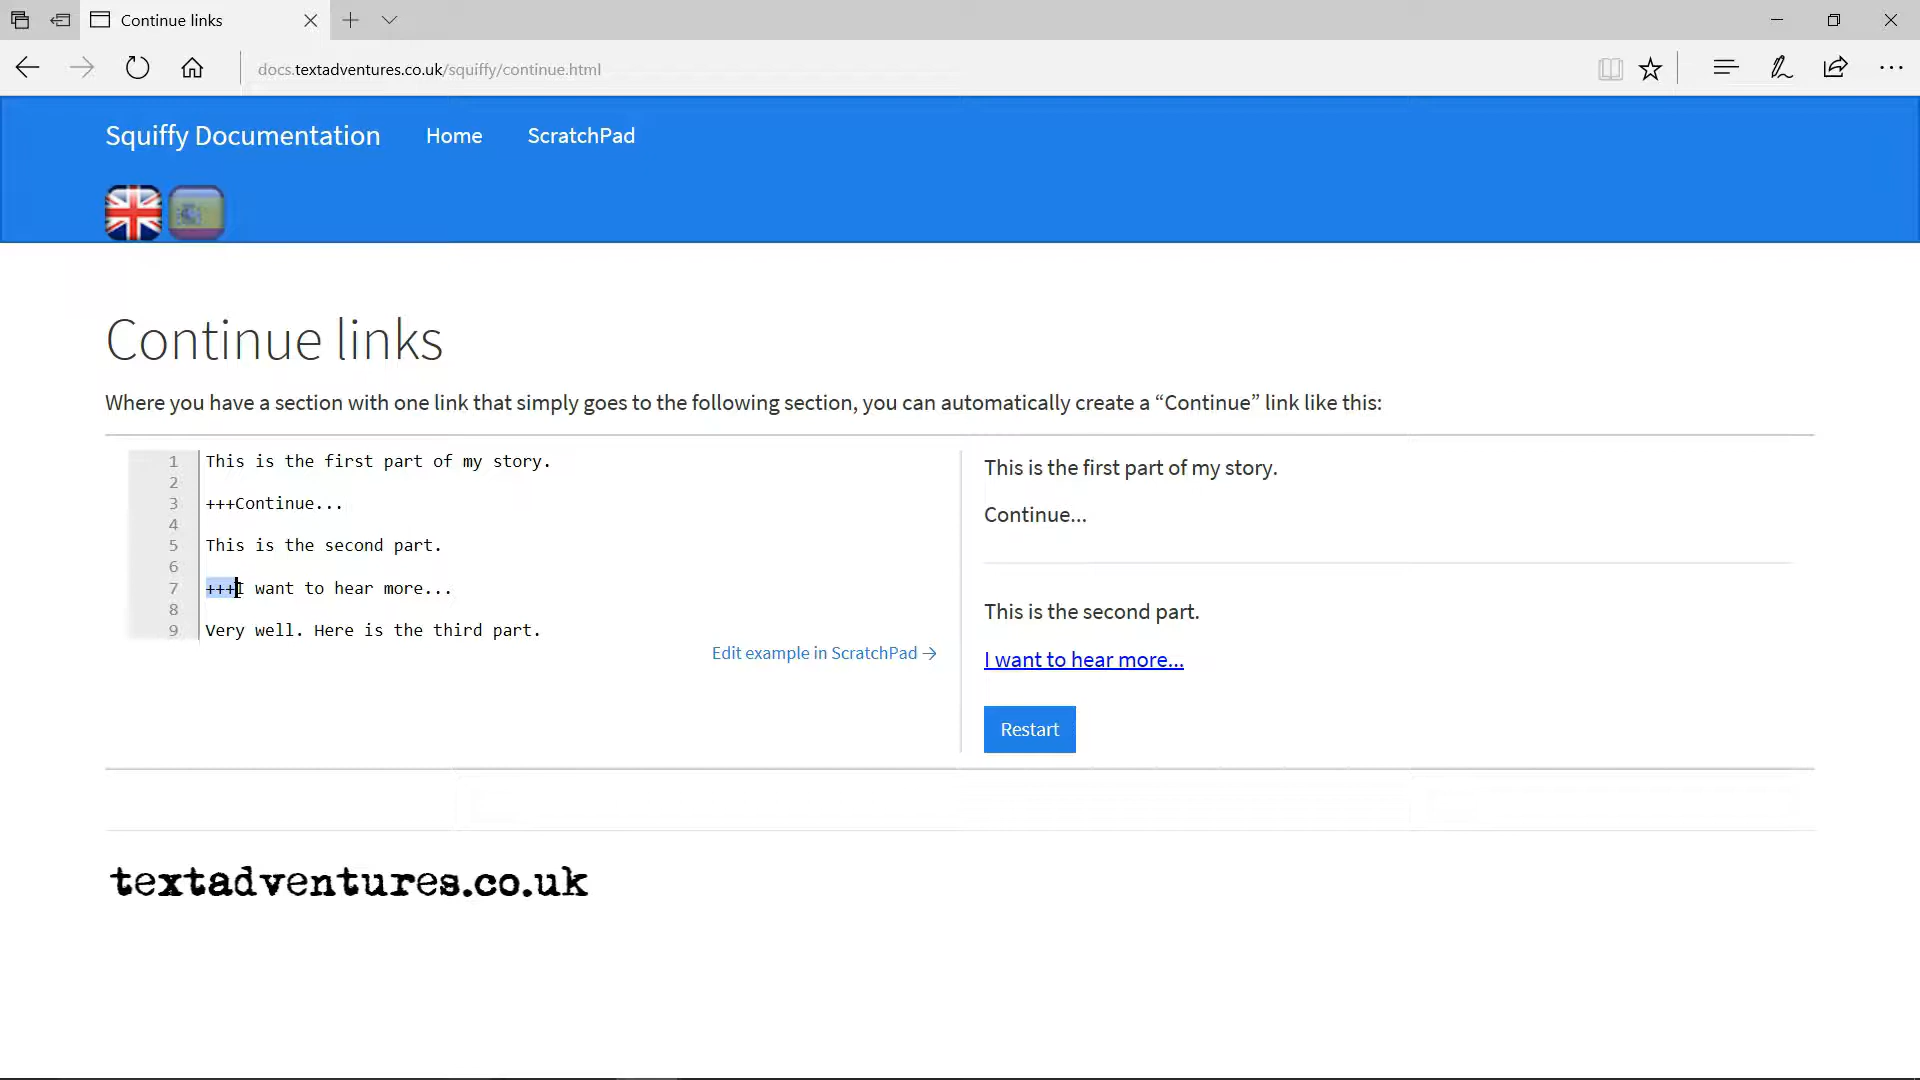 Continue links
docs.textadventures.co.uk/squiffy/continue.html
Squiffy Documentation Home ScratchPad
Continue links
Where you have a section with one link that simply goes to the following section, you can automatically create a “Continue” link like this:
1 This is the first part of my story.
2
3 +++Continue...
4
5 This is the second part.
6
7 +++I want to hear more...
8
9 Very well. Here is the third part.
Edit example in ScratchPad →
This is the first part of my story.
Continue...
This is the second part.
I want to hear more...
Restart
textadventures.co.uk